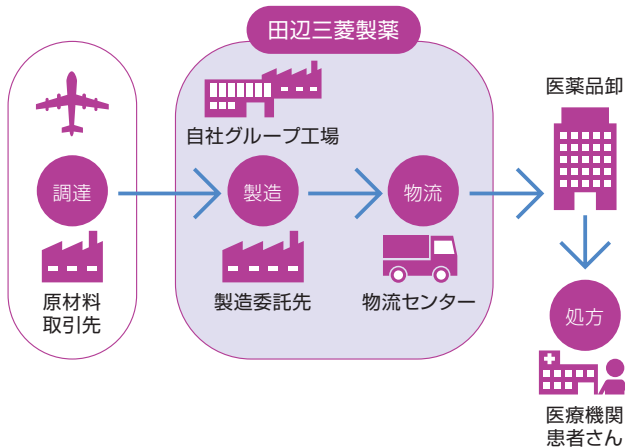 田辺三菱製薬
自社グループ工場
調達
原材料
取引先
製造
製造委託先
物流
物流センター
医薬品卸
処方
医療機関
患者さん